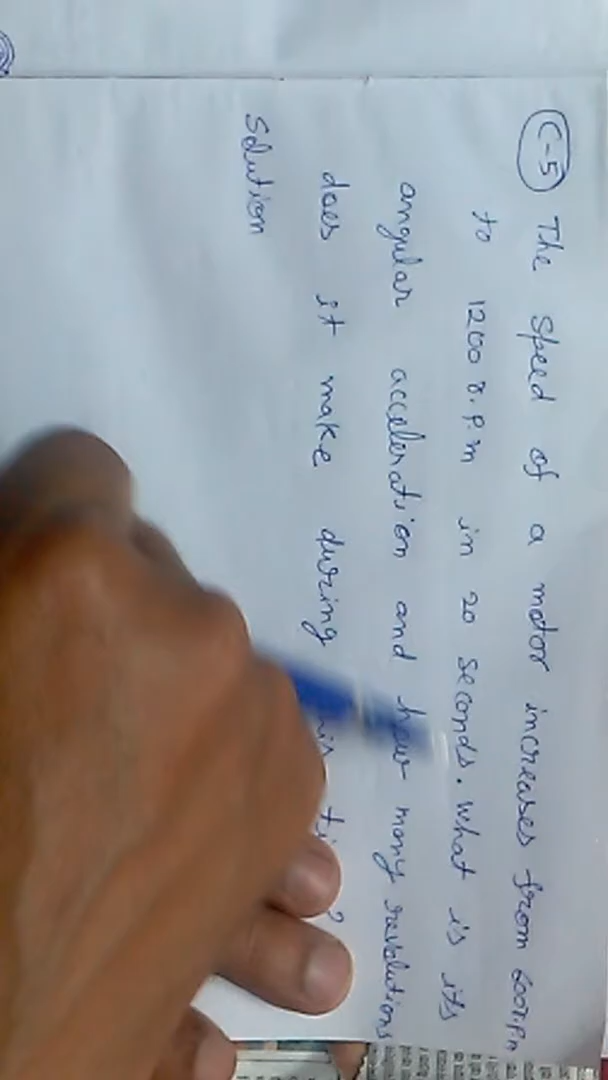 C-5 The speed of a motor increases from 600 r.p.m
to 1200 r.p.m in 20 seconds. what is its
angular acceleration and how many revolutions
does it make during ?
Solution